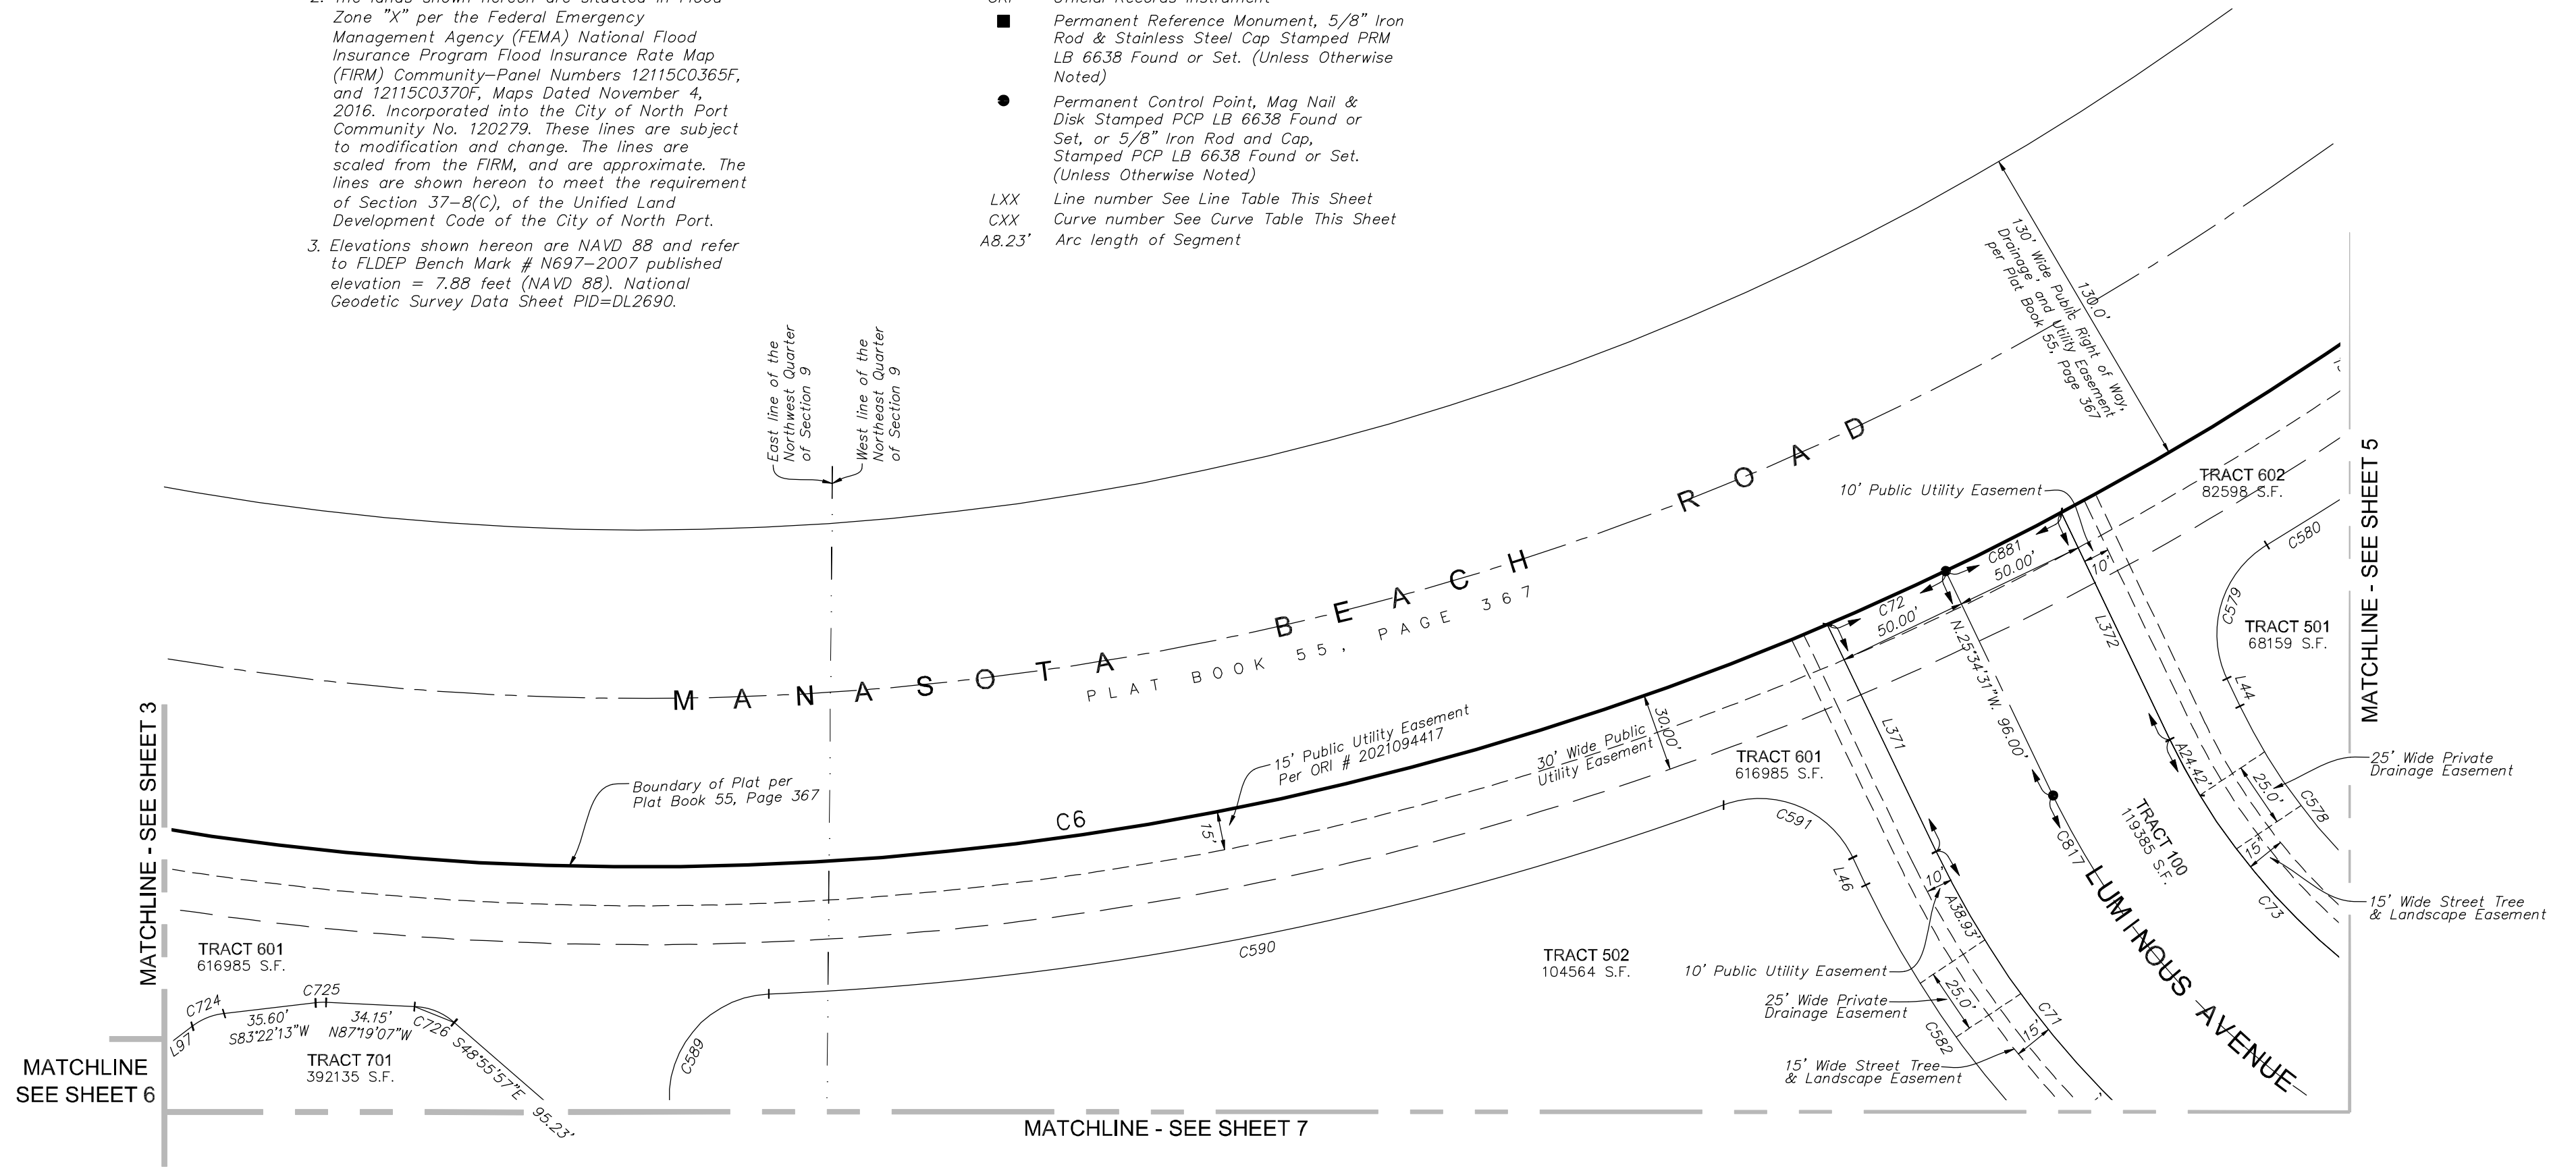 2. The lands shown hereon are situated in Flood
Zone "X" per the Federal Emergency
Management Agency (FEMA) National Flood
Insurance Program Flood Insurance Rate Map
(FIRM) Community-Panel Numbers 12115C0365F,
and 12115C0370F, Maps Dated November 4,
2016. Incorporated into the City of North Port
Community No. 120279. These lines are subject
to modification and change. The lines are
scaled from the FIRM, and are approximate. The
lines are shown hereon to meet the requirement
of Section 37-8(C), of the Unified Land
Development Code of the City of North Port.
3. Elevations shown hereon are NAVD 88 and refer
to FLDEP Bench Mark # N697-2007 published
elevation = 7.88 feet (NAVD 88). National
Geodetic Survey Data Sheet PID=DL2690.
ORI Official Records Instrument
Permanent Reference Monument, 5/8" Iron
Rod & Stainless Steel Cap Stamped PRM
LB 6638 Found or Set. (Unless Otherwise
Noted)
Permanent Control Point, Mag Nail &
Disk Stamped PCP LB 6638 Found or
Set, or 5/8" Iron Rod and Cap,
Stamped PCP LB 6638 Found or Set.
(Unless Otherwise Noted)
LXX Line number See Line Table This Sheet
CXX Curve number See Curve Table This Sheet
A8.23' Arc length of Segment
East line of the
Northwest Quarter
of Section 9
West line of the
Northeast Quarter
of Section 9
130' Wide Public Right of Way,
Drainage, and Utility Easement
per Plat Book 55, Page 367
130.0'
MANASOTA BEACH ROAD
PLAT BOOK 55, PAGE 367
MATCHLINE - SEE SHEET 3
MATCHLINE - SEE SHEET 5
TRACT 602
82598 S.F.
10' Public Utility Easement
C580
C881
50.00'
10'
C579
TRACT 501
68159 S.F.
C72
50.00'
L372
L44
N.25°34'31"W. 96.00'
15' Public Utility Easement
Per ORI # 2021094417
30' Wide Public
Utility Easement
30.00'
L371
TRACT 601
616985 S.F.
A24.42'
25' Wide Private
Drainage Easement
25.0'
C578
Boundary of Plat per
Plat Book 55, Page 367
C6
15'
C591
C817
TRACT 100
119385 S.F.
15'
L46
10'
A38.93'
LUMINOUS AVENUE
C73
15' Wide Street Tree
& Landscape Easement
TRACT 601
616985 S.F.
C590
TRACT 502
104564 S.F.
10' Public Utility Easement
25' Wide Private
Drainage Easement
25.0'
C71
15'
C582
15' Wide Street Tree
& Landscape Easement
C724
C725
35.60'
S83°22'13"W
34.15'
N87°19'07"W
C726
L97
S48°55'57"E 95.23'
TRACT 701
392135 S.F.
C589
MATCHLINE
SEE SHEET 6
MATCHLINE - SEE SHEET 7